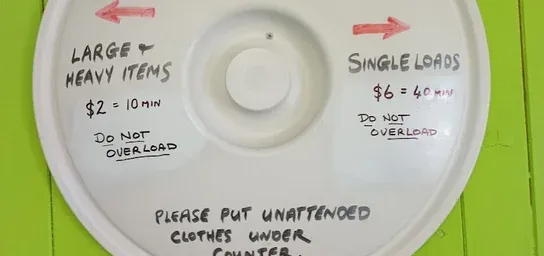 LARGE &
HEAVY ITEMS
$2 = 10 MIN
DO NOT
OVERLOAD
SINGLE LOADS
$6 = 40 MIN
DO NOT
OVERLOAD
PLEASE PUT UNATTENDED
CLOTHES UNDER
COUNTER.